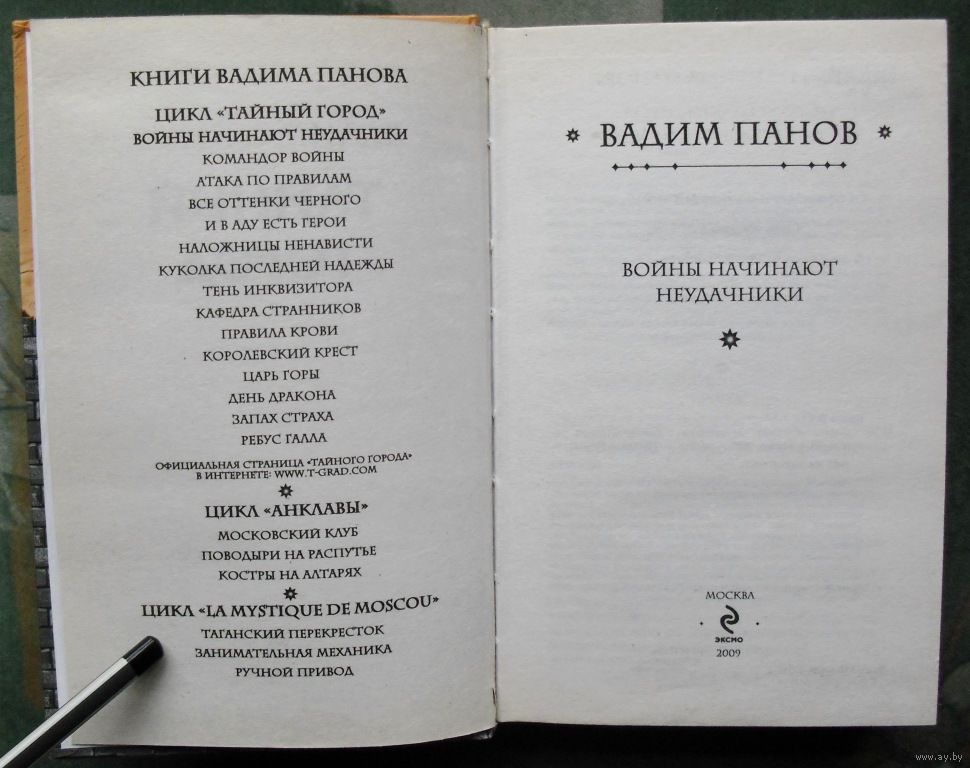 КНИГИ ВАДИМА ПАНОВА
ЦИКЛ «ТАЙНЫЙ ГОРОД»
ВОЙНЫ НАЧИНАЮТ НЕУДАЧНИКИ
КОМАНДОР ВОЙНЫ
АТАКА ПО ПРАВИЛАМ
ВСЕ ОТТЕНКИ ЧЕРНОГО
И В АДУ ЕСТЬ ГЕРОИ
НАЛОЖНИЦЫ НЕНАВИСТИ
КУКОЛКА ПОСЛЕДНЕЙ НАДЕЖДЫ
ТЕНЬ ИНКВИЗИТОРА
КАФЕДРА СТРАННИКОВ
ПРАВИЛА КРОВИ
КОРОЛЕВСКИЙ КРЕСТ
ЦАРЬ ГОРЫ
ДЕНЬ ДРАКОНА
ЗАПАХ СТРАХА
РЕБУС ГАЛЛА
ОФИЦИАЛЬНАЯ СТРАНИЦА «ТАЙНОГО ГОРОДА»
В ИНТЕРНЕТЕ: WWW.T-GRAD.COM
ЦИКЛ «АНКЛАВЫ»
МОСКОВСКИЙ КЛУБ
ПОВОДЫРИ НА РАСПУТЬЕ
КОСТРЫ НА АЛТАРЯХ
ЦИКЛ «LA MYSTIQUE DE MOSCOU»
ТАГАНСКИЙ ПЕРЕКРЕСТОК
ЗАНИМАТЕЛЬНАЯ МЕХАНИКА
РУЧНОЙ ПРИВОД
ВАДИМ ПАНОВ
ВОЙНЫ НАЧИНАЮТ
НЕУДАЧНИКИ
МОСКВА
ЭКСМО
2009
www.ay.by